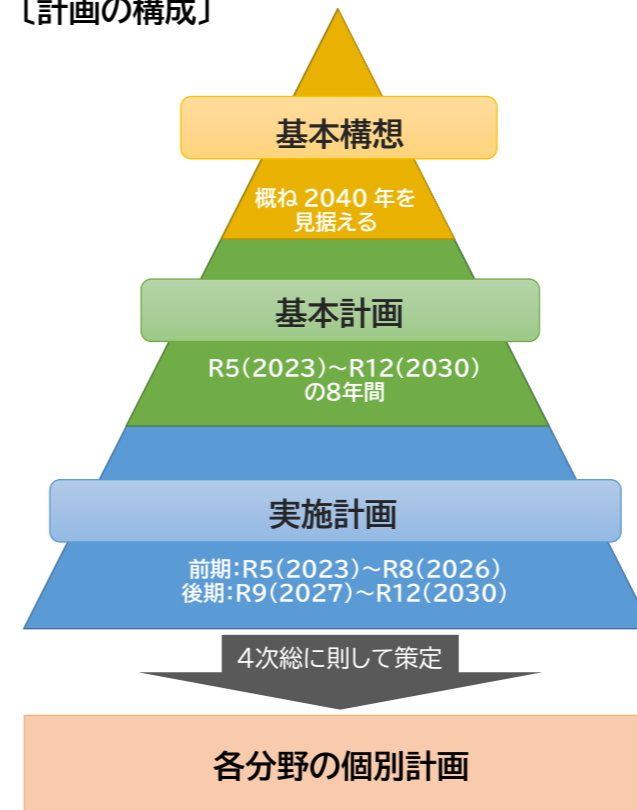 〔計画の構成〕
基本構想
概ね 2040 年を
見据える
基本計画
R5(2023)～R12(2030)
の8年間
実施計画
前期:R5(2023)～R8(2026)
後期:R9(2027)～R12(2030)
4次総に則して策定
各分野の個別計画